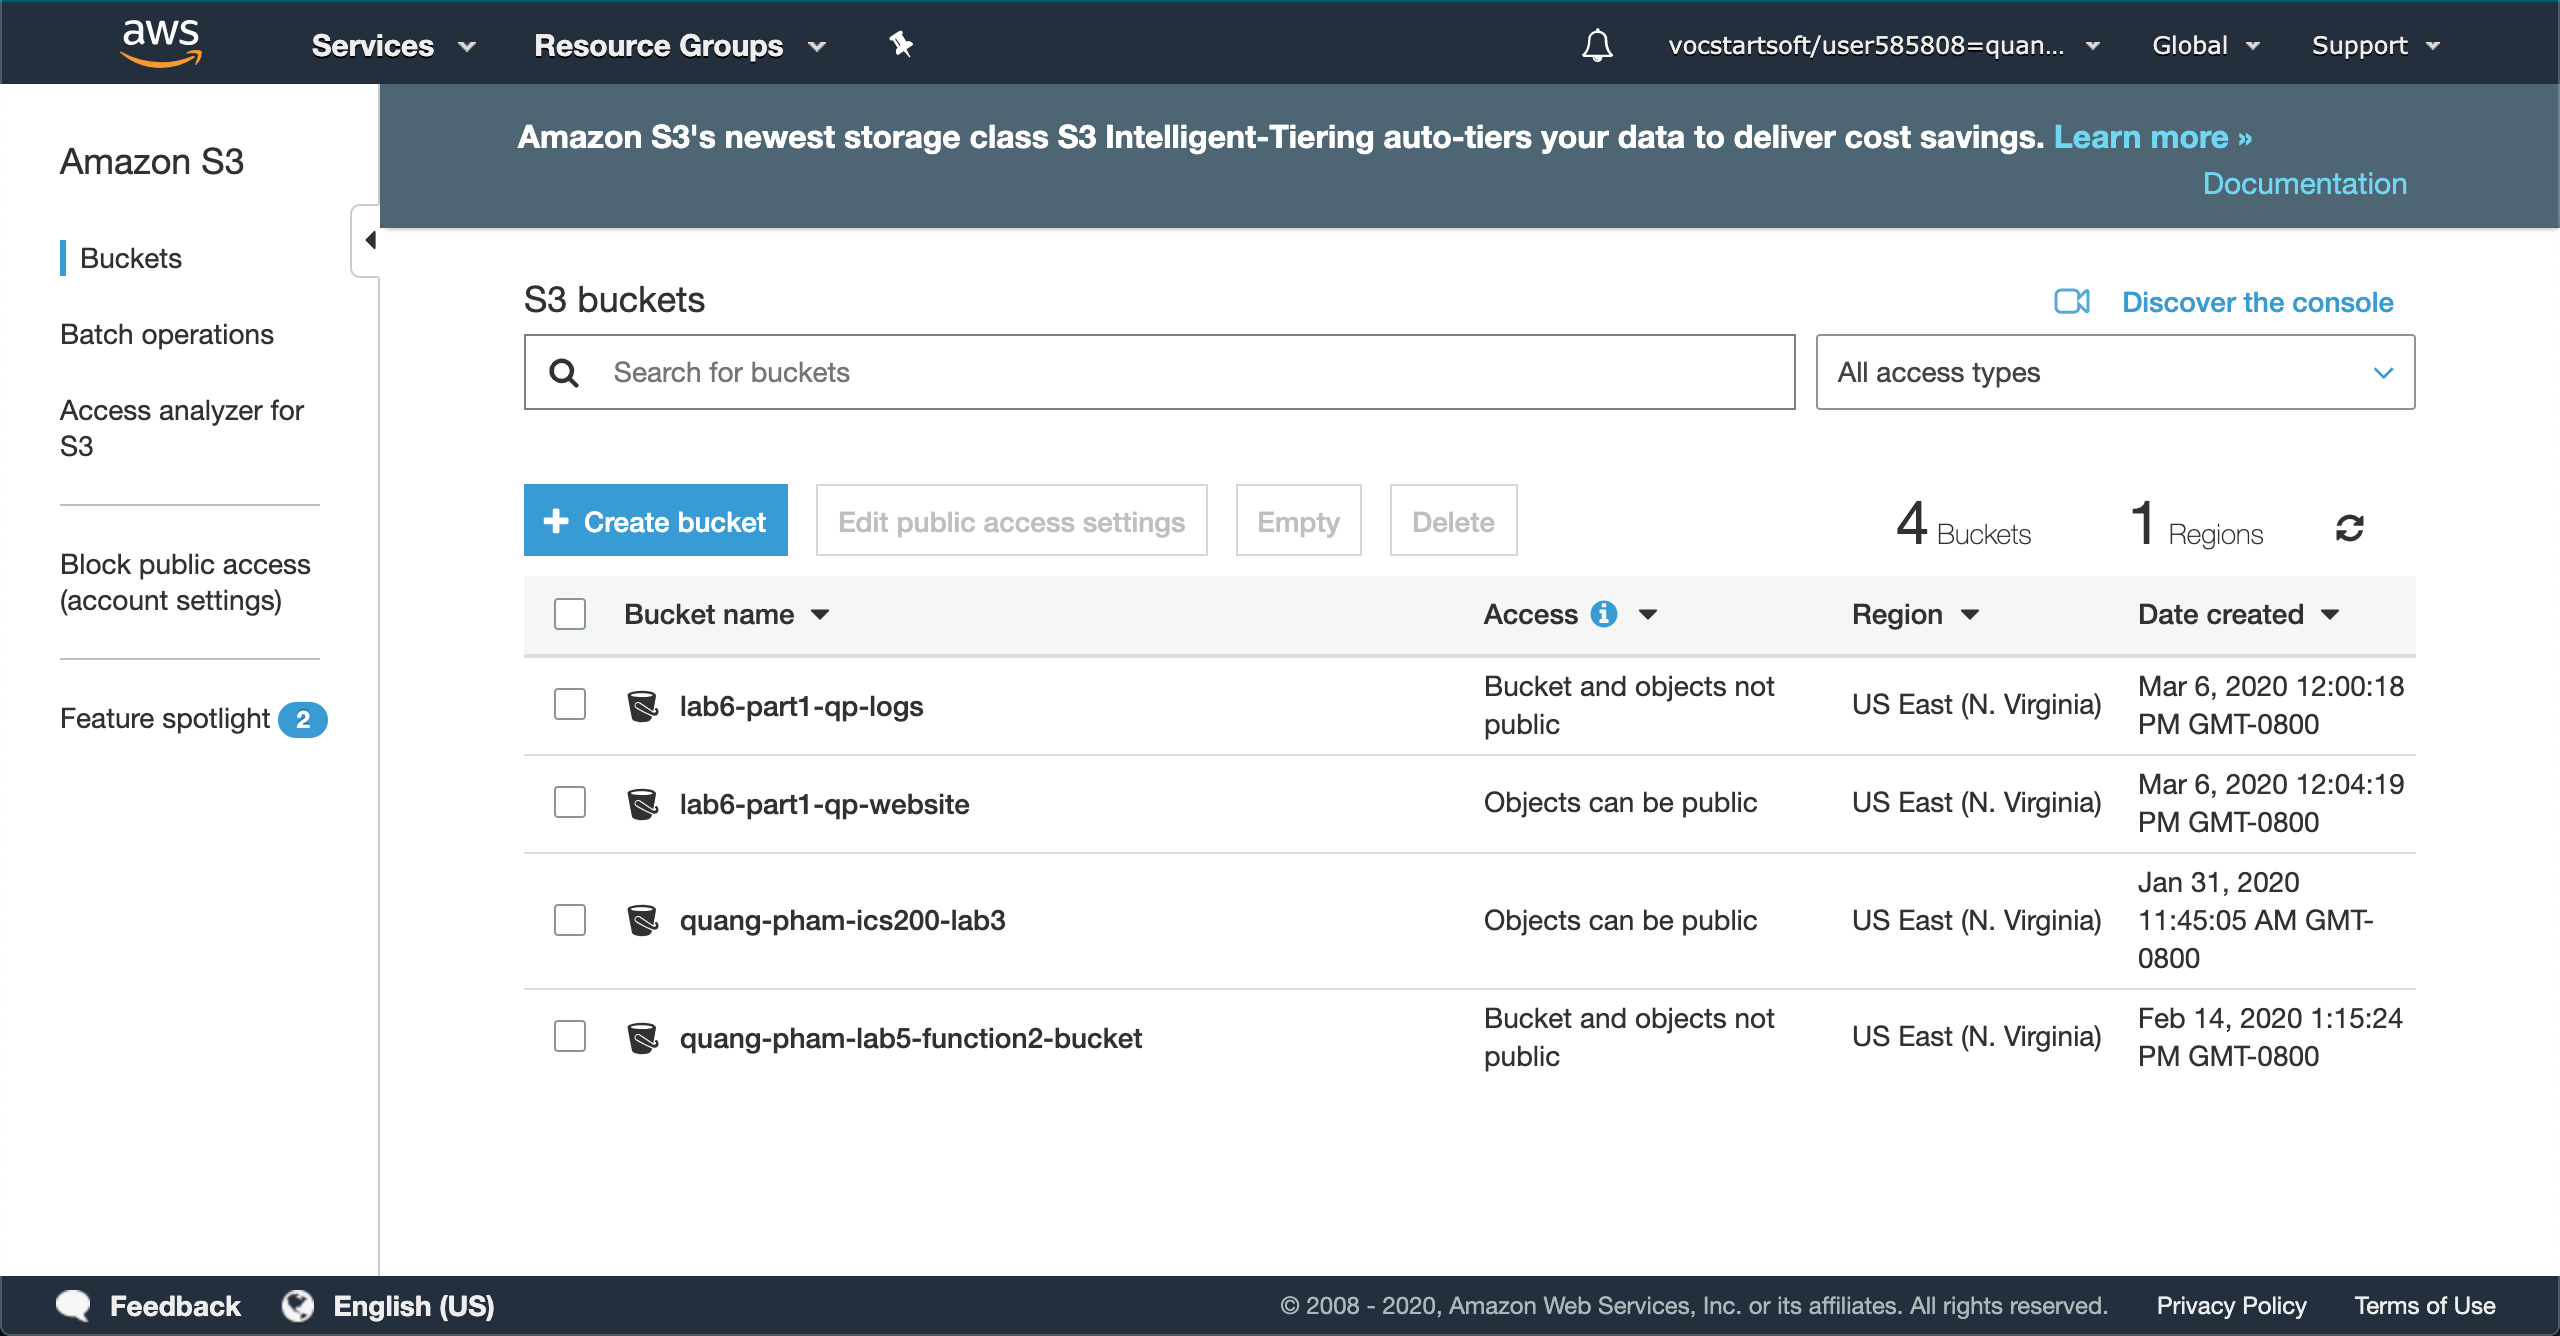 aws
Services
Resource Groups
vocstartsoft/user585808=quan...
Global
Support
Amazon S3
Buckets
Batch operations
Access analyzer for
S3
Block public access
(account settings)
Feature spotlight 2
Amazon S3's newest storage class S3 Intelligent-Tiering auto-tiers your data to deliver cost savings. Learn more »
Documentation
S3 buckets
Discover the console
Search for buckets
All access types
Create bucket
Edit public access settings
Empty
Delete
4 Buckets
1 Regions
Bucket name
Access
Region
Date created
lab6-part1-qp-logs
Bucket and objects not
public
US East (N. Virginia)
Mar 6, 2020 12:00:18
PM GMT-0800
lab6-part1-qp-website
Objects can be public
US East (N. Virginia)
Mar 6, 2020 12:04:19
PM GMT-0800
quang-pham-ics200-lab3
Objects can be public
US East (N. Virginia)
Jan 31, 2020
11:45:05 AM GMT-
0800
quang-pham-lab5-function2-bucket
Bucket and objects not
public
US East (N. Virginia)
Feb 14, 2020 1:15:24
PM GMT-0800
Feedback
English (US)
© 2008 - 2020, Amazon Web Services, Inc. or its affiliates. All rights reserved.
Privacy Policy
Terms of Use